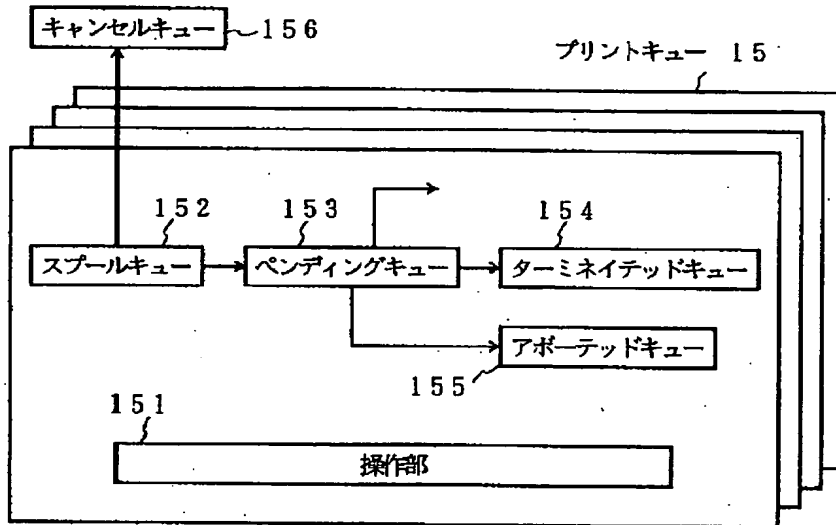 キャンセルキュー 156
プリントキュー 15
152 153 154
スプールキュー ペンディングキュー ターミネイテッドキュー
アボーテッドキュー
155
151
操作部